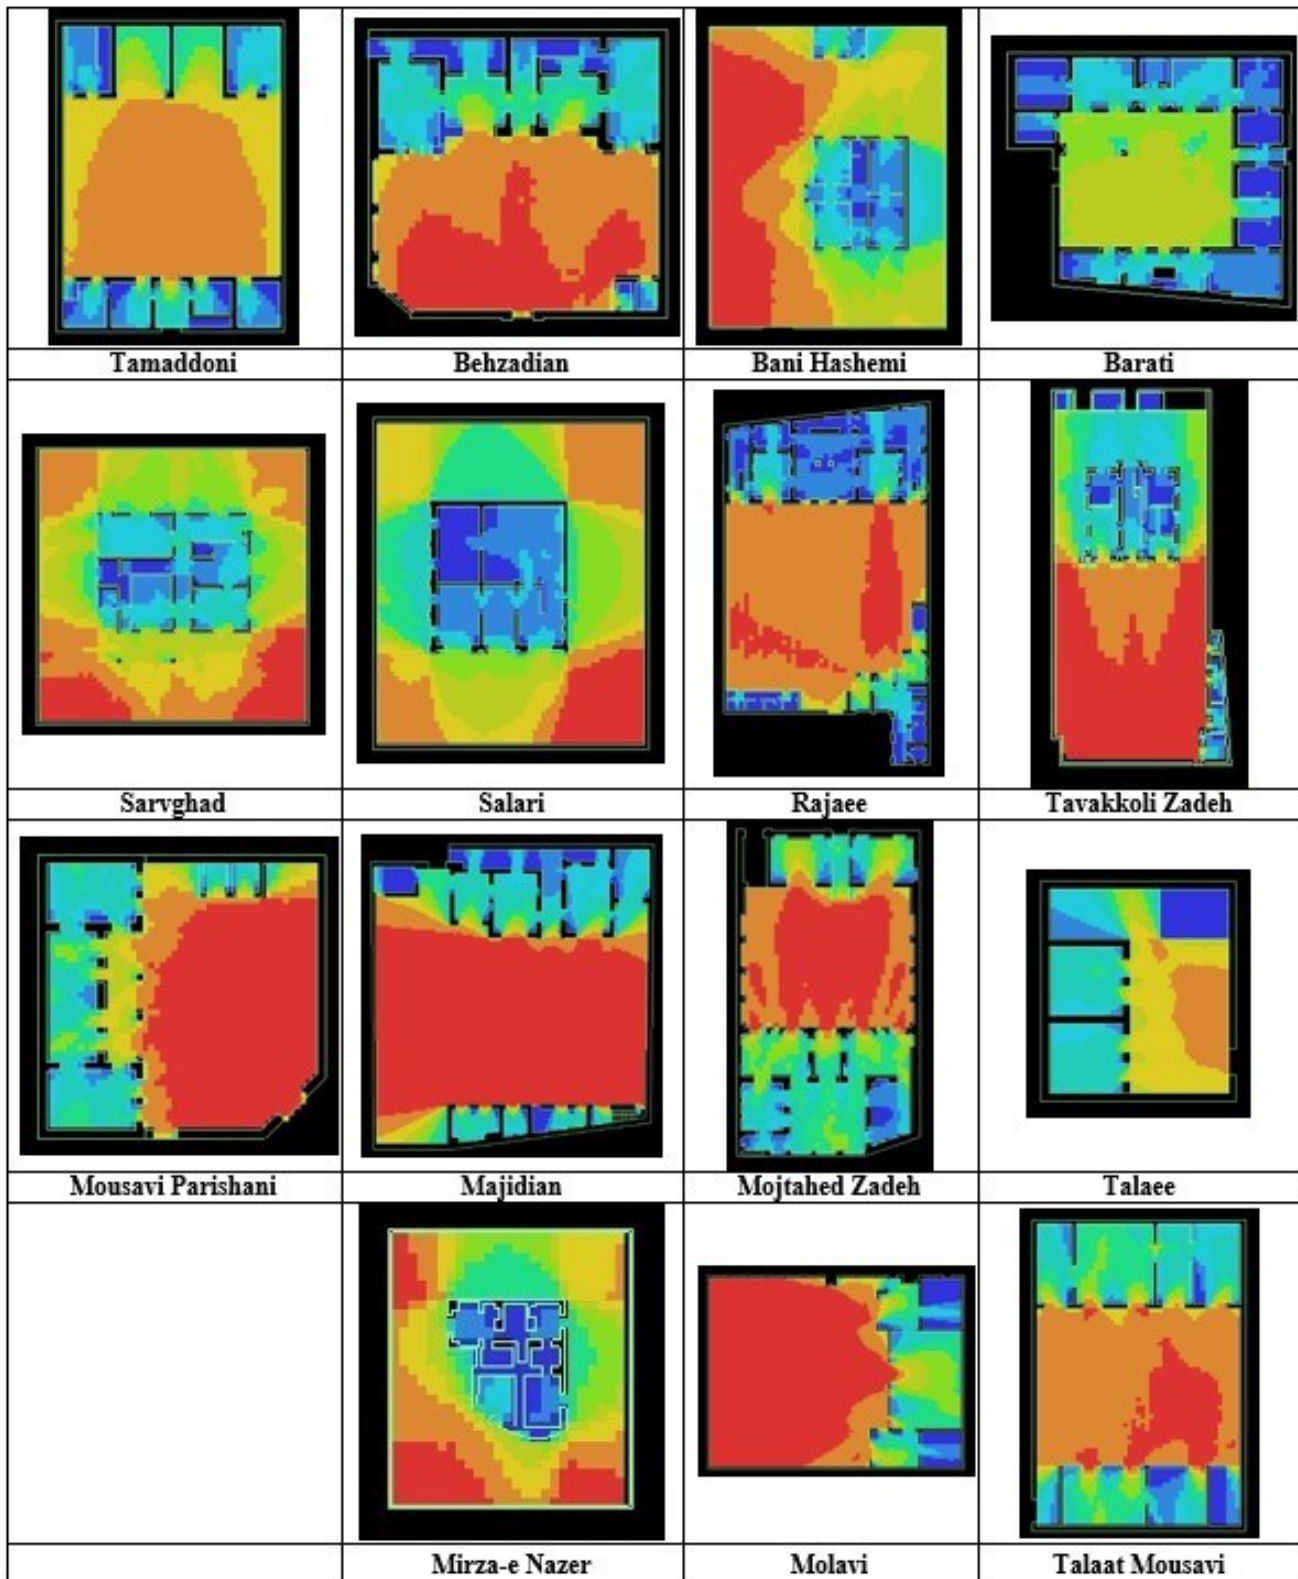 Tamaddoni Behzadian Bani Hashemi Barati
Sarvghad Salari Rajaee Tavakkoli Zadeh
Mousavi Parishani Majidian Mojtahed Zadeh Talaee
Mirza-e Nazer Molavi Talaat Mousavi